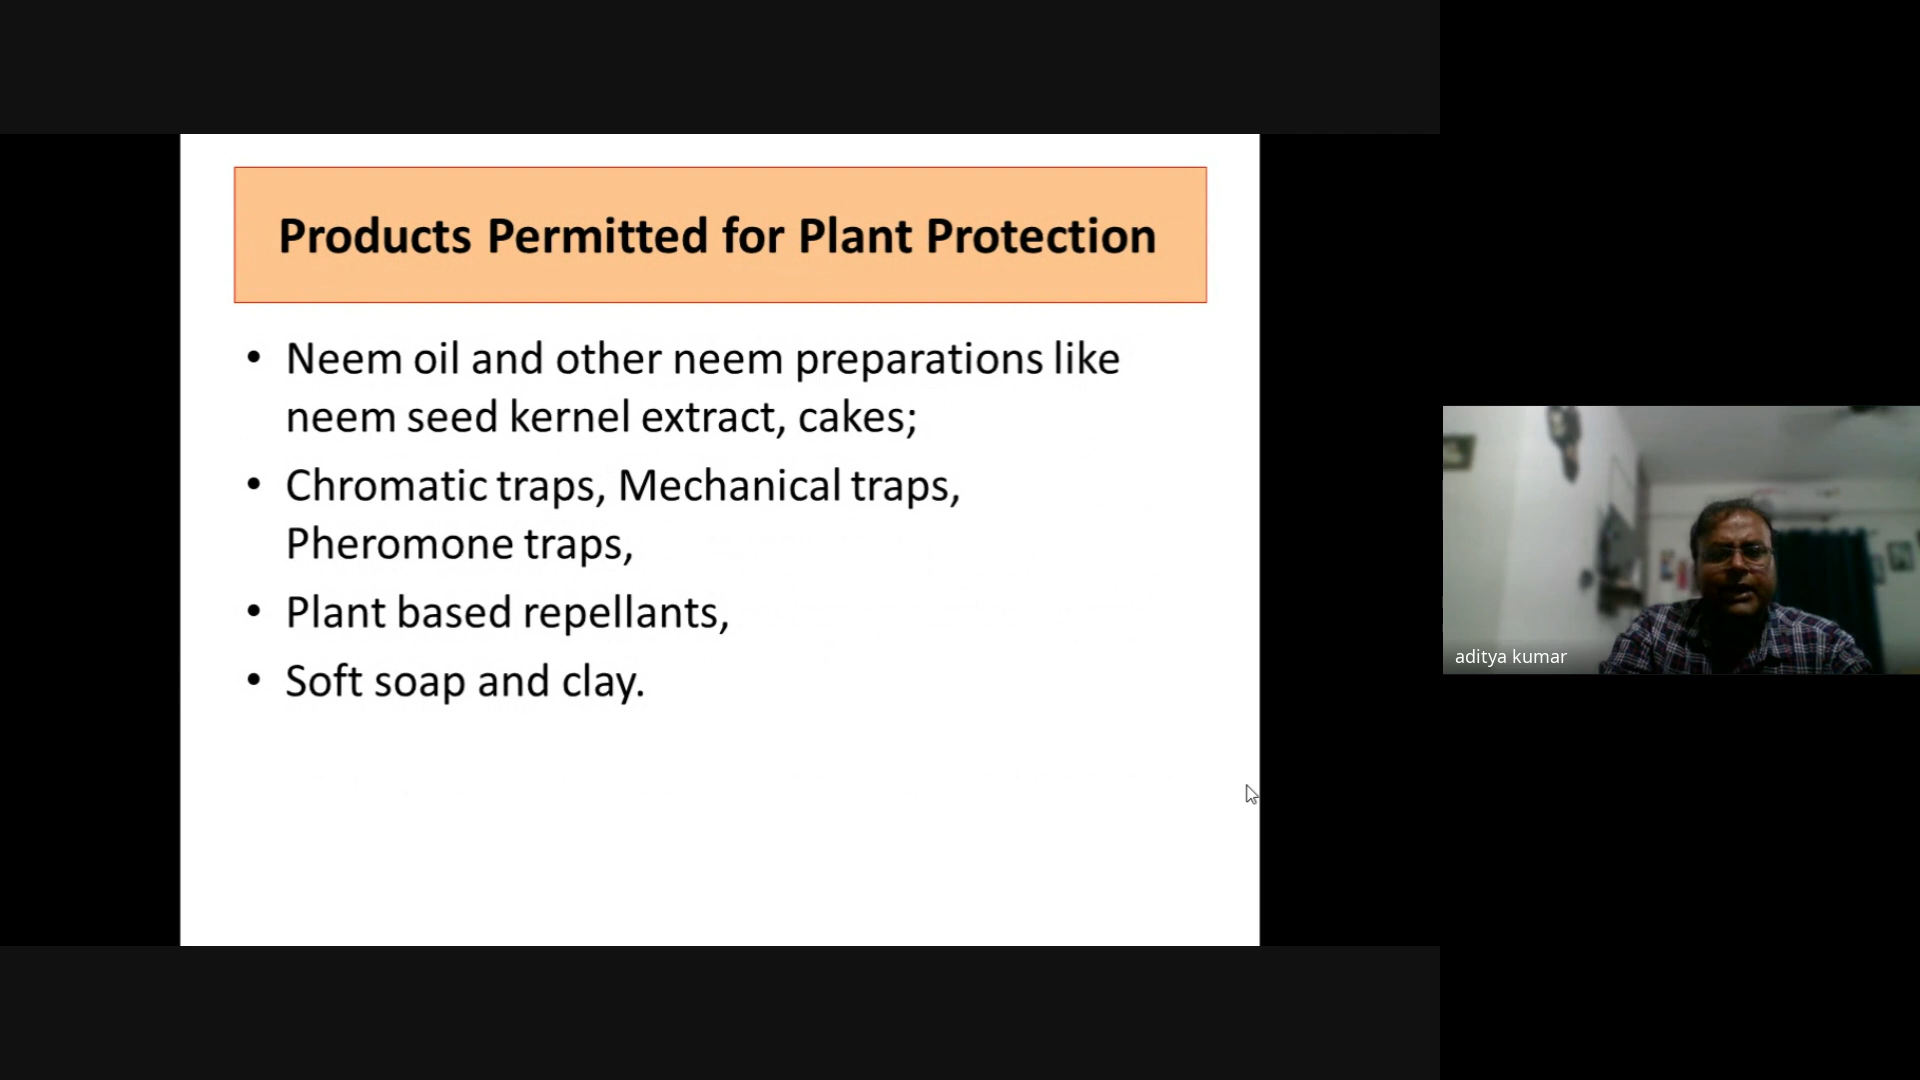 Products Permitted for Plant Protection
• Neem oil and other neem preparations like
neem seed kernel extract, cakes;
• Chromatic traps, Mechanical traps,
Pheromone traps,
• Plant based repellants,
• Soft soap and clay.
aditya kumar